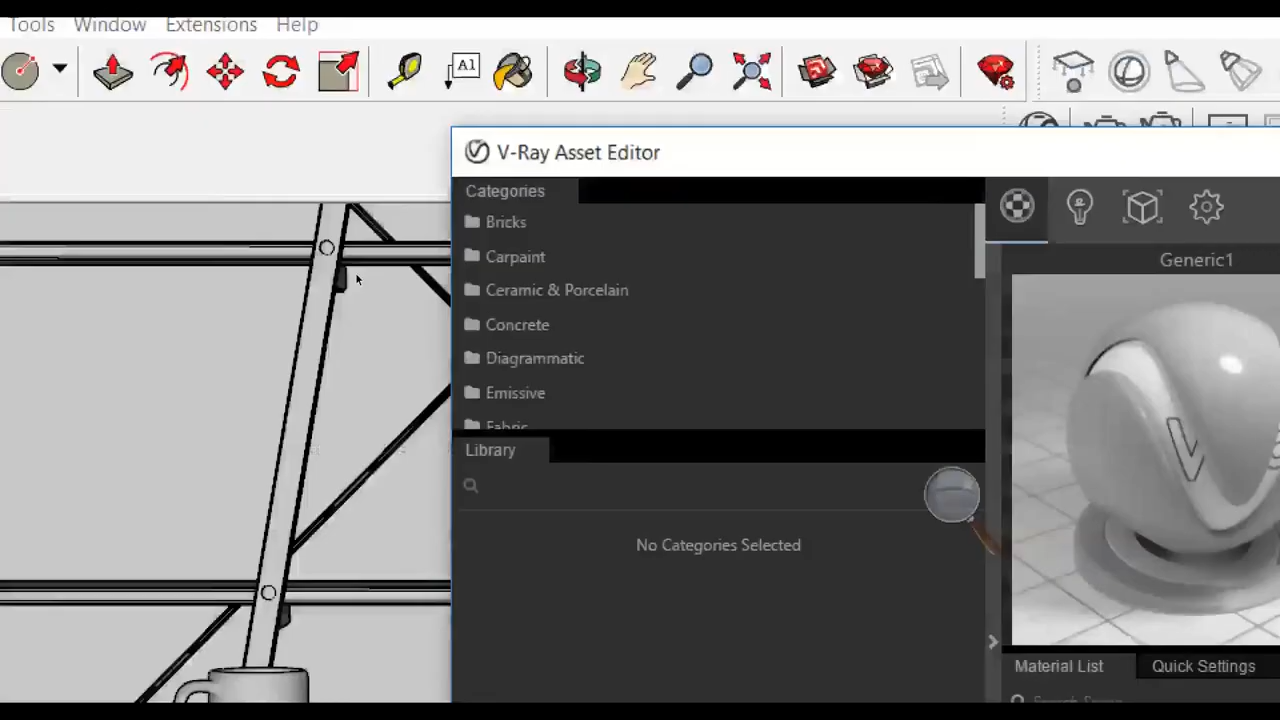 Tools Window Extensions Help
A1
V-Ray Asset Editor
Categories
Bricks
Carpaint
Ceramic & Porcelain
Concrete
Diagrammatic
Emissive
Fabric
Library
No Categories Selected
Generic1
Material List
Quick Settings